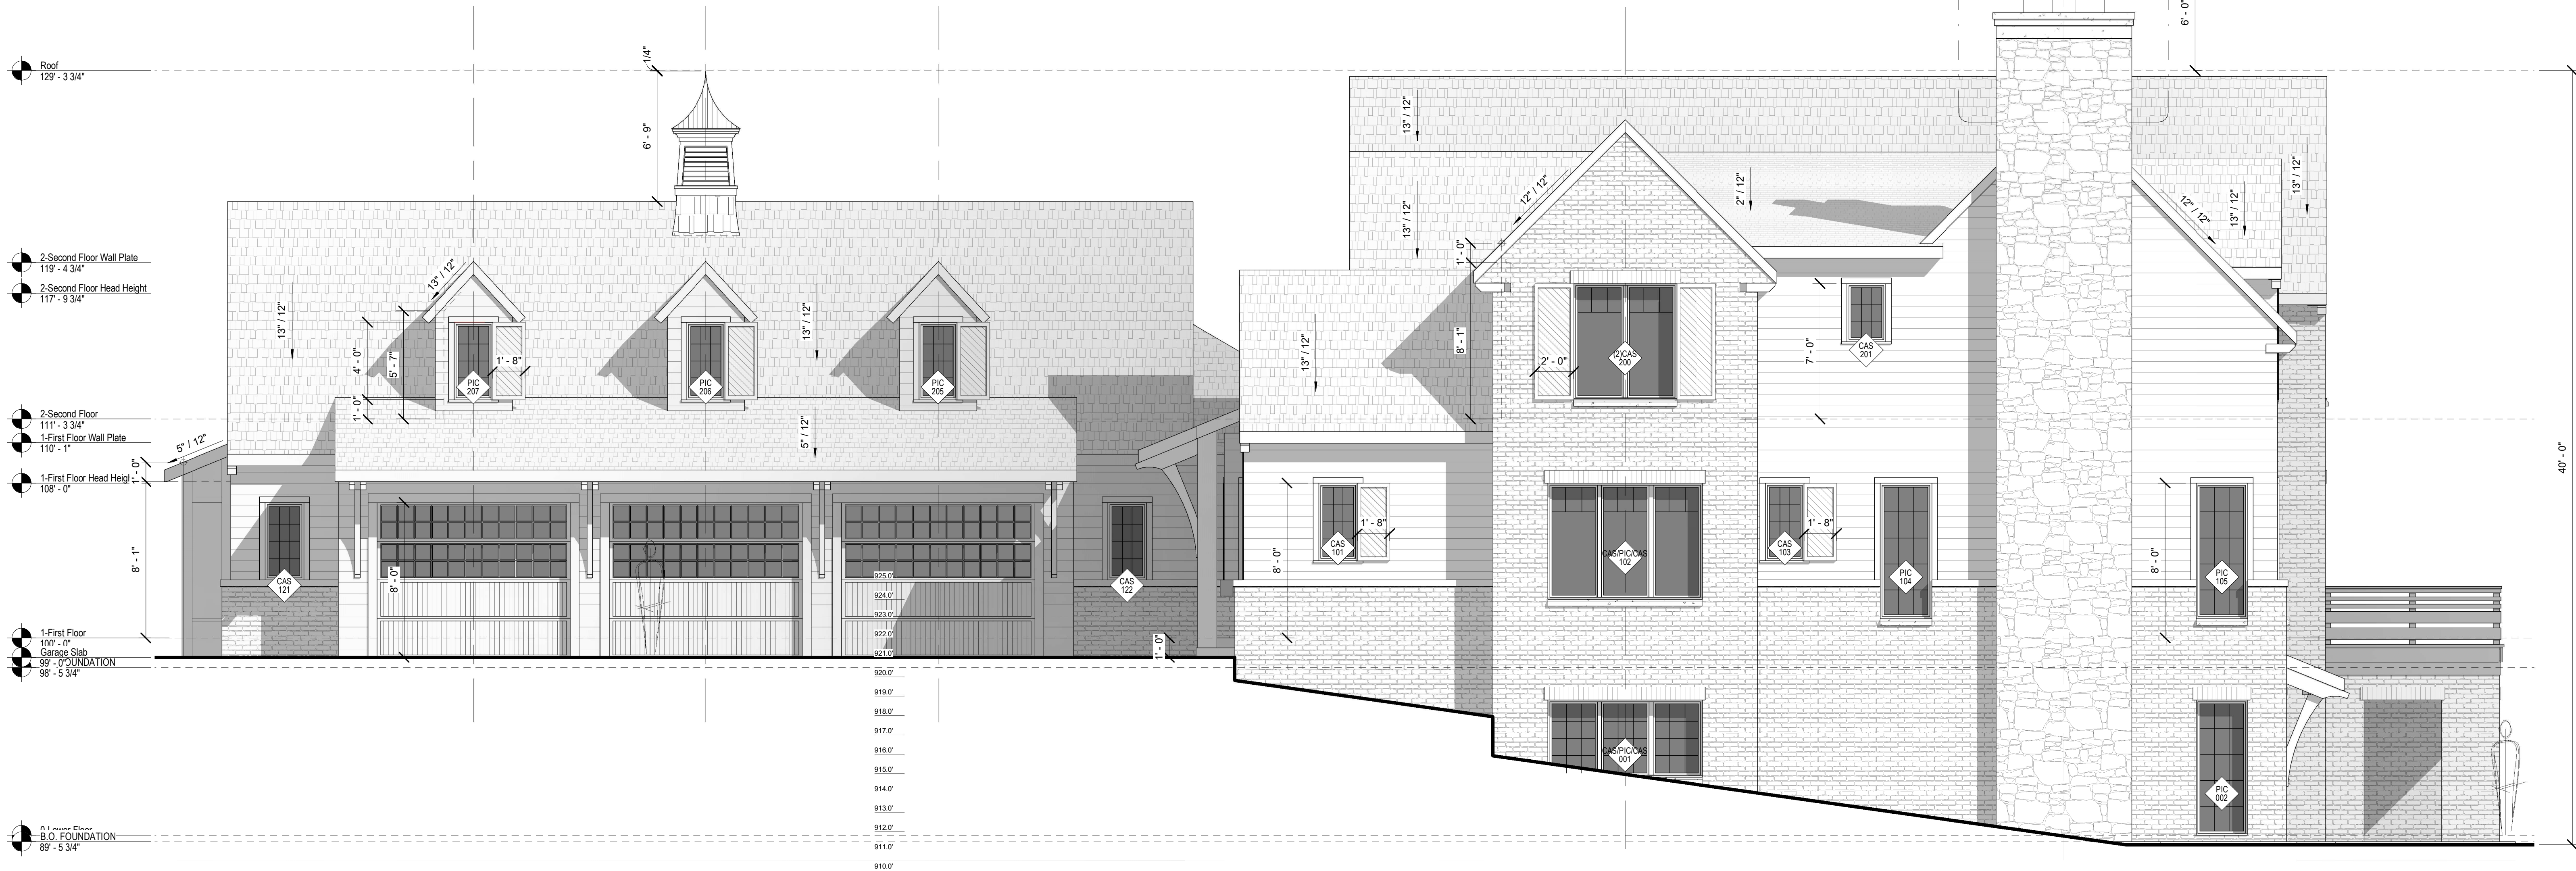 Roof
129' - 3 3/4"
2-Second Floor Wall Plate
119' - 4 3/4"
2-Second Floor Head Height
117' - 9 3/4"
2-Second Floor
111' - 3 3/4"
1-First Floor Wall Plate
110' - 1"
1-First Floor Head Heigl
108' - 0"
1-First Floor
100' - 0"
Garage Slab
99' - 0"
OUNDATION
98' - 5 3/4"
0-Lower Floor
B.O. FOUNDATION
89' - 5 3/4"
5" / 12"
1' - 0"
8' - 1"
13" / 12"
13" / 12"
4' - 0"
5' - 7"
1' - 0"
1' - 8"
PIC
207
PIC
206
PIC
205
1/4"
6' - 9"
13" / 12"
5" / 12"
CAS
121
8' - 0"
CAS
122
1' - 0"
925.0'
924.0'
923.0'
922.0'
921.0'
920.0'
919.0'
918.0'
917.0'
916.0'
915.0'
914.0'
913.0'
912.0'
911.0'
910.0'
13" / 12"
13" / 12"
13" / 12"
12" / 12"
1' - 0"
8' - 1"
2' - 0"
(2)CAS
200
2" / 12"
7' - 0"
CAS
201
8' - 0"
CAS
101
1' - 8"
CAS/PIC/CAS
102
CAS
103
1' - 8"
PIC
104
CAS/PIC/CAS
001
6' - 0"
12" / 12"
13" / 12"
13" / 12"
8' - 0"
PIC
105
PIC
002
40' - 0"